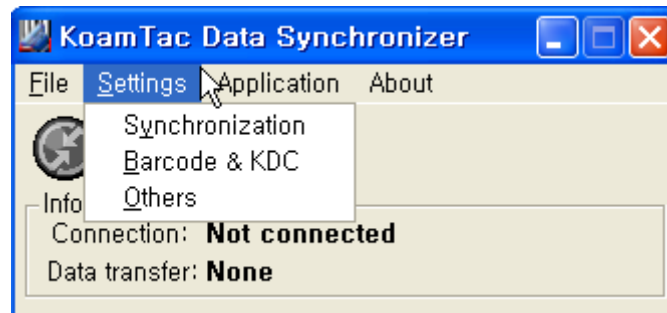 KoamTac Data Synchronizer
File Settings Application About
Synchronization
Barcode & KDC
Others
Info
Connection: Not connected
Data transfer: None